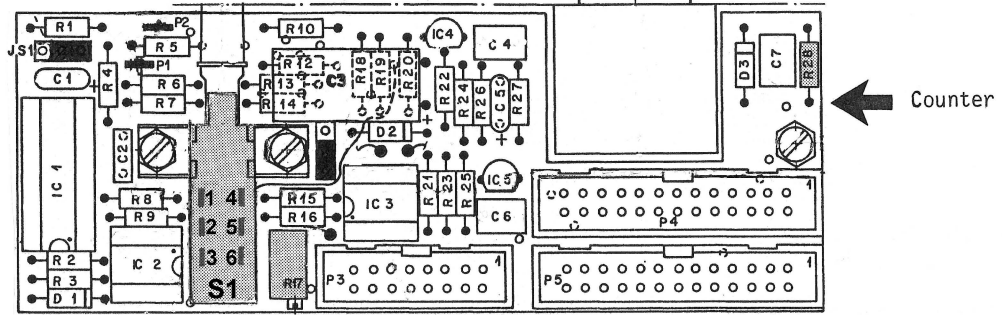 R1
P2
R10
IC4
C4
JS1
R5
R12
C3
R18
R19
R20
D3
C7
R28
P1
C1
R4
R6
R13
R22
R24
R26
C5
R27
Counter
R7
R14
D2
C2
IC 1
IC5
1
R8
1 4
R15
IC 3
R21
R23
R25
R9
2 5
R16
C6
P4
IC 2
3 6
R2
1
1
R3
S1
R17
P3
P5
D1